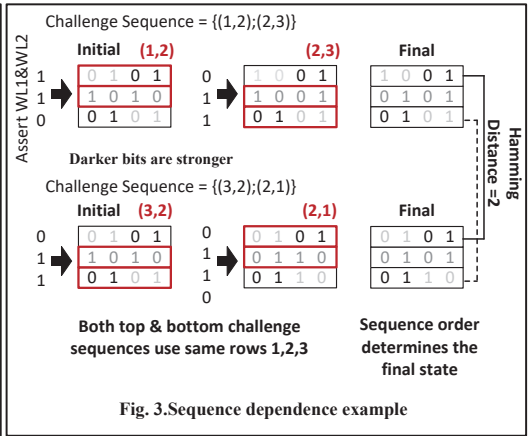 Challenge Sequence = {(1,2);(2,3)}
Initial (1,2) (2,3) Final
Assert WL1&WL2
1 0 1 0 1 0 1 0 0 1 1 0 0 1
1 1 0 1 0 1 1 0 0 1
0 0 1 0 1 1 0 1 0 1 0 1 0 1
Darker bits are stronger
Hamming
Distance =2
Challenge Sequence = {(3,2);(2,1)}
Initial (3,2) (2,1) Final
0 0 1 0 1 1 0 1 0 1 0 1 0 1
1 1 0 1 0 1 0 1 1 0 0 1 0 1
1 0 1 0 1 1 0 1 1 0 0 1 1 0
0
Both top & bottom challenge
sequences use same rows 1,2,3
Sequence order
determines the
final state
Fig. 3.Sequence dependence example